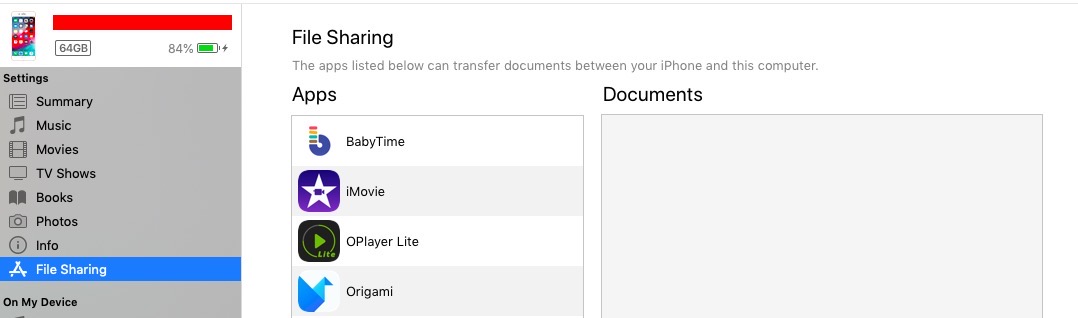 64GB
84%
Settings
Summary
Music
Movies
TV Shows
Books
Photos
Info
File Sharing
On My Device
File Sharing
The apps listed below can transfer documents between your iPhone and this computer.
Apps
Documents
BabyTime
iMovie
OPlayer Lite
Lite
Origami